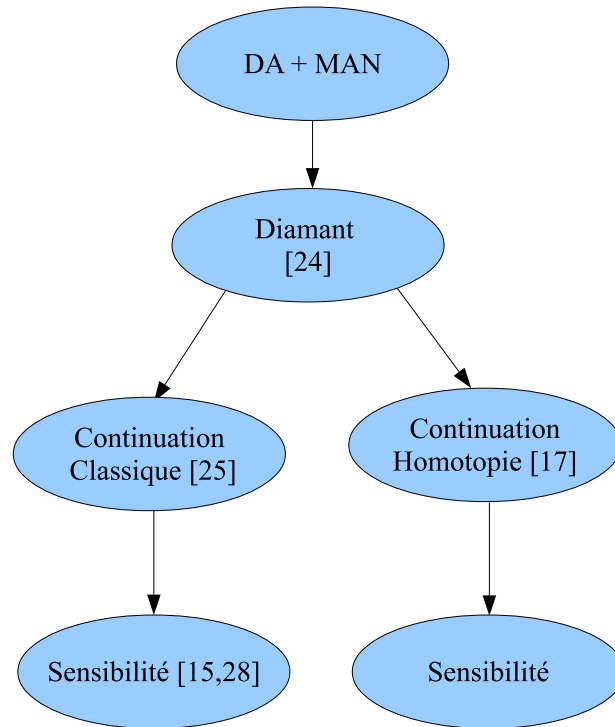 DA + MAN
Diamant
[24]
Continuation
Classique [25]
Continuation
Homotopie [17]
Sensibilité [15,28]
Sensibilité